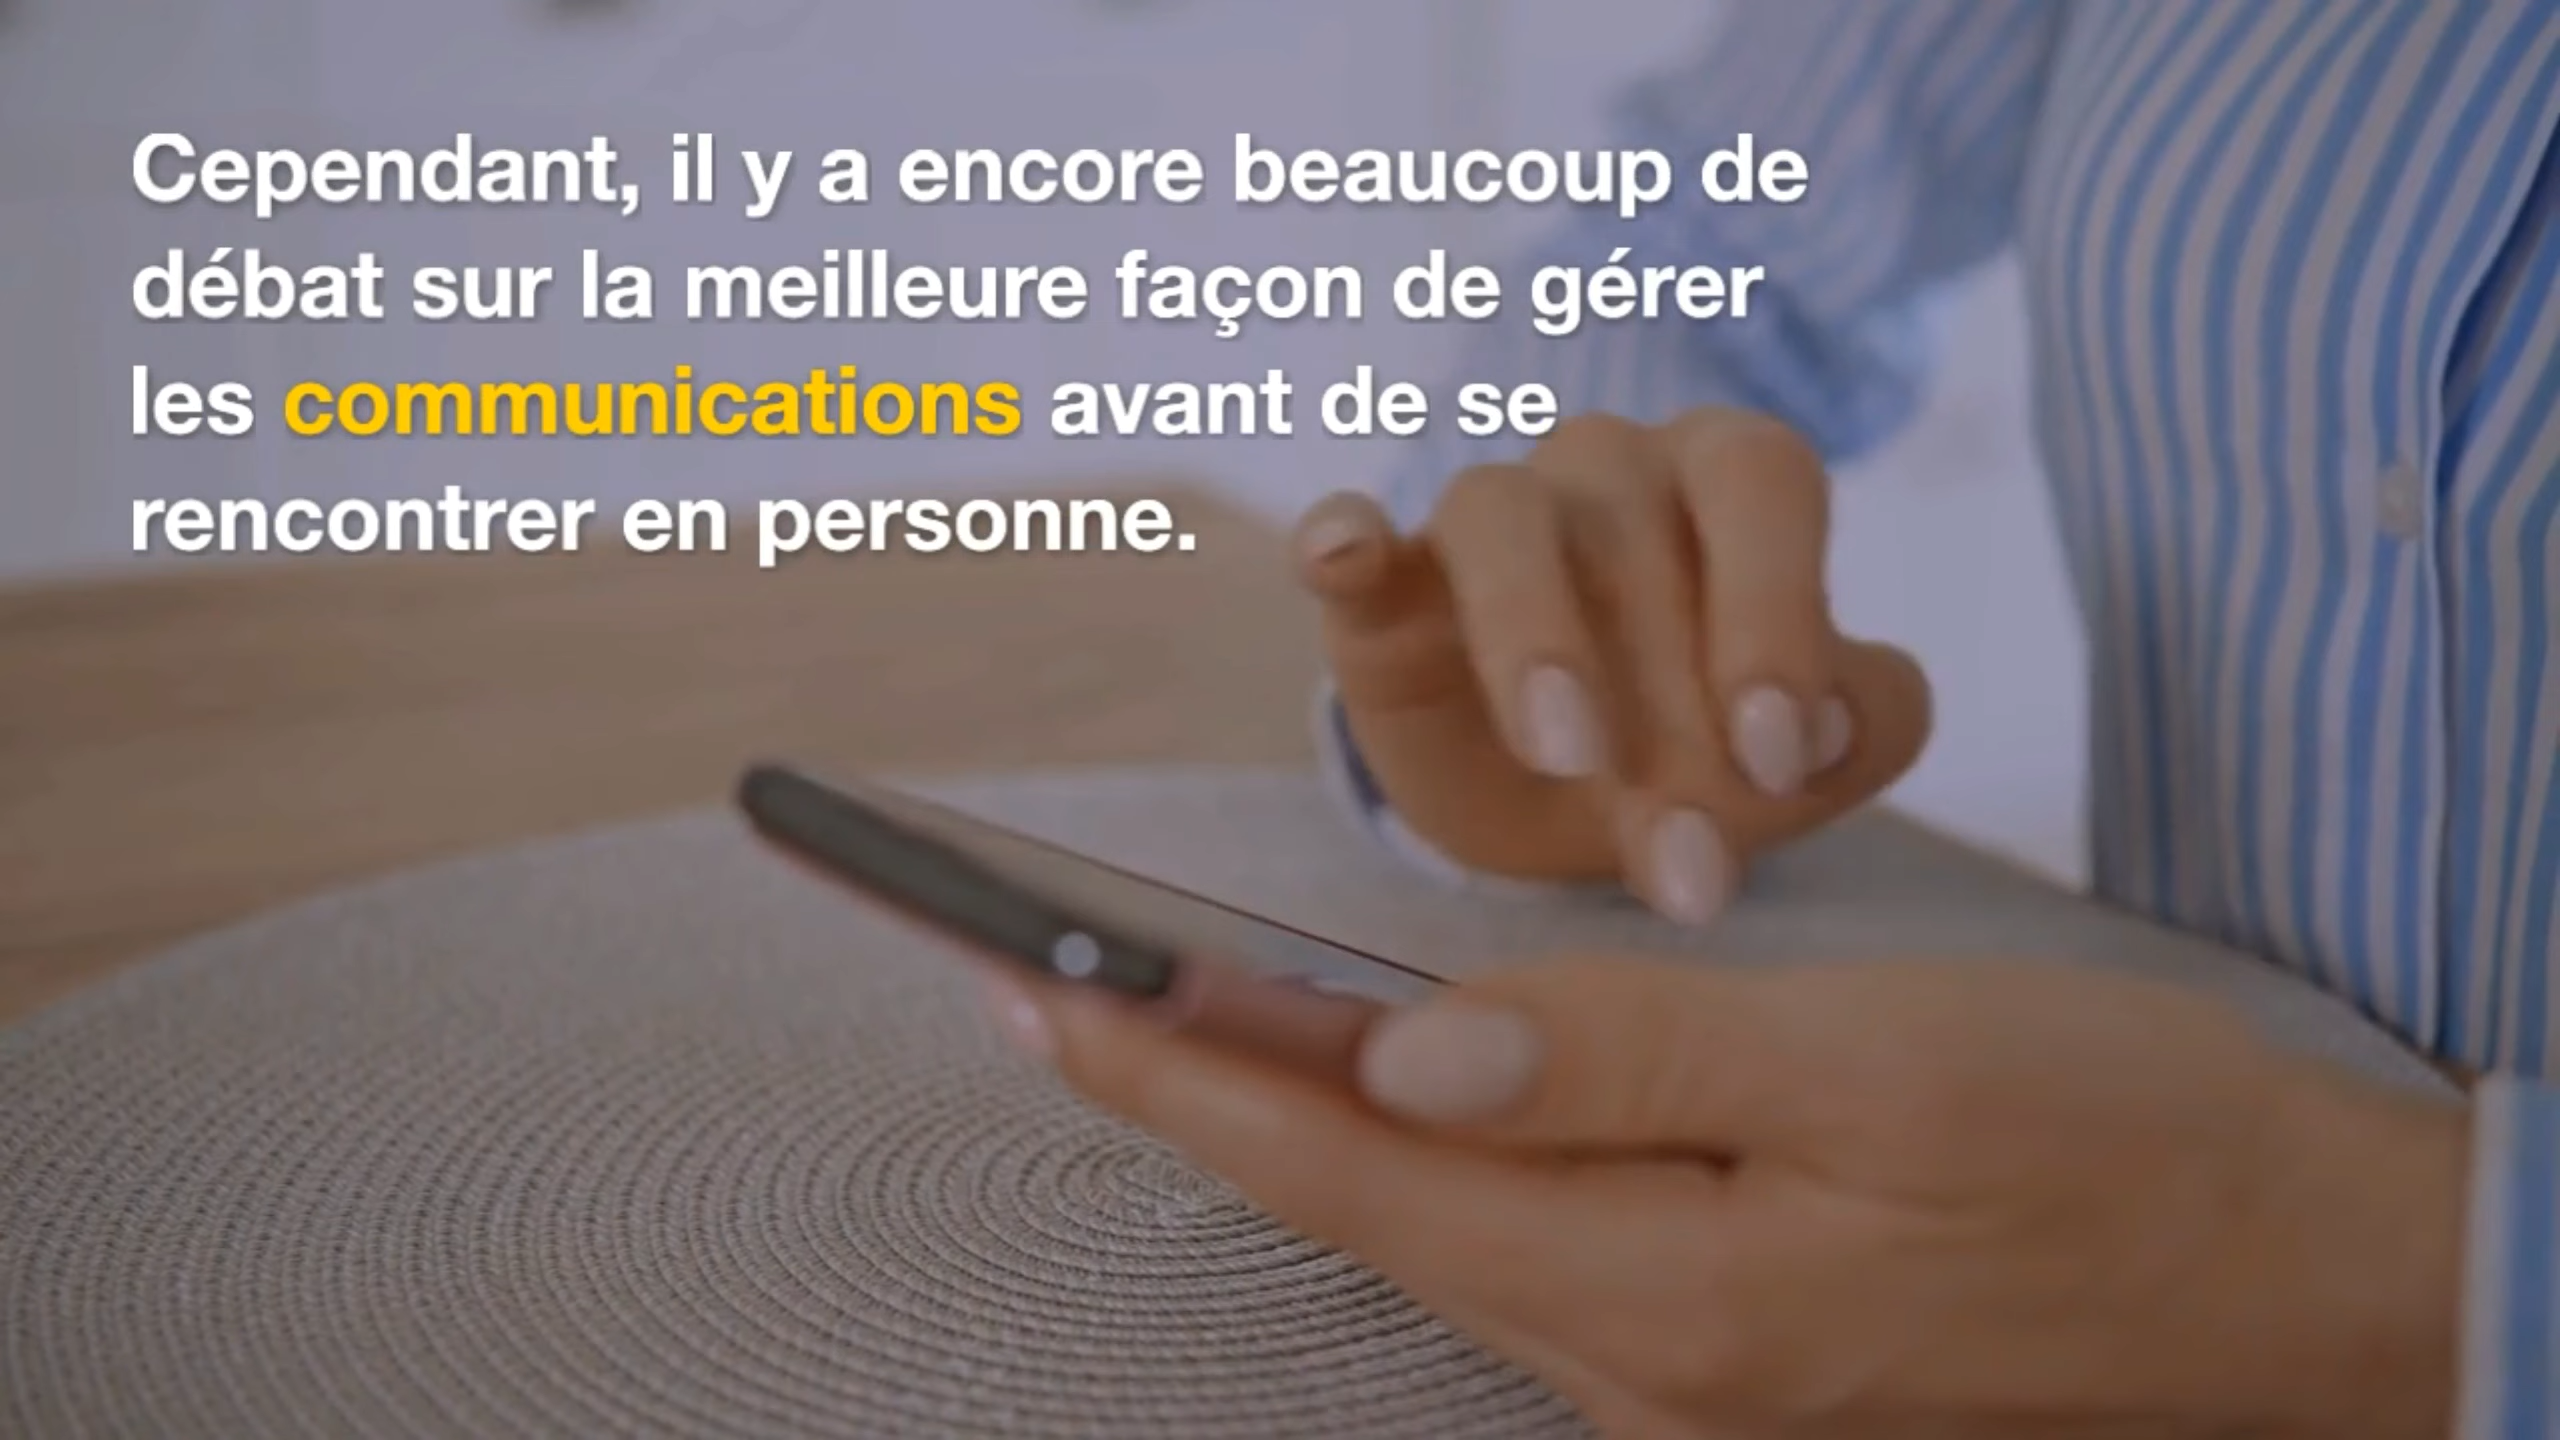 Cependant, il y a encore beaucoup de
débat sur la meilleure façon de gérer
les communications avant de se
rencontrer en personne.